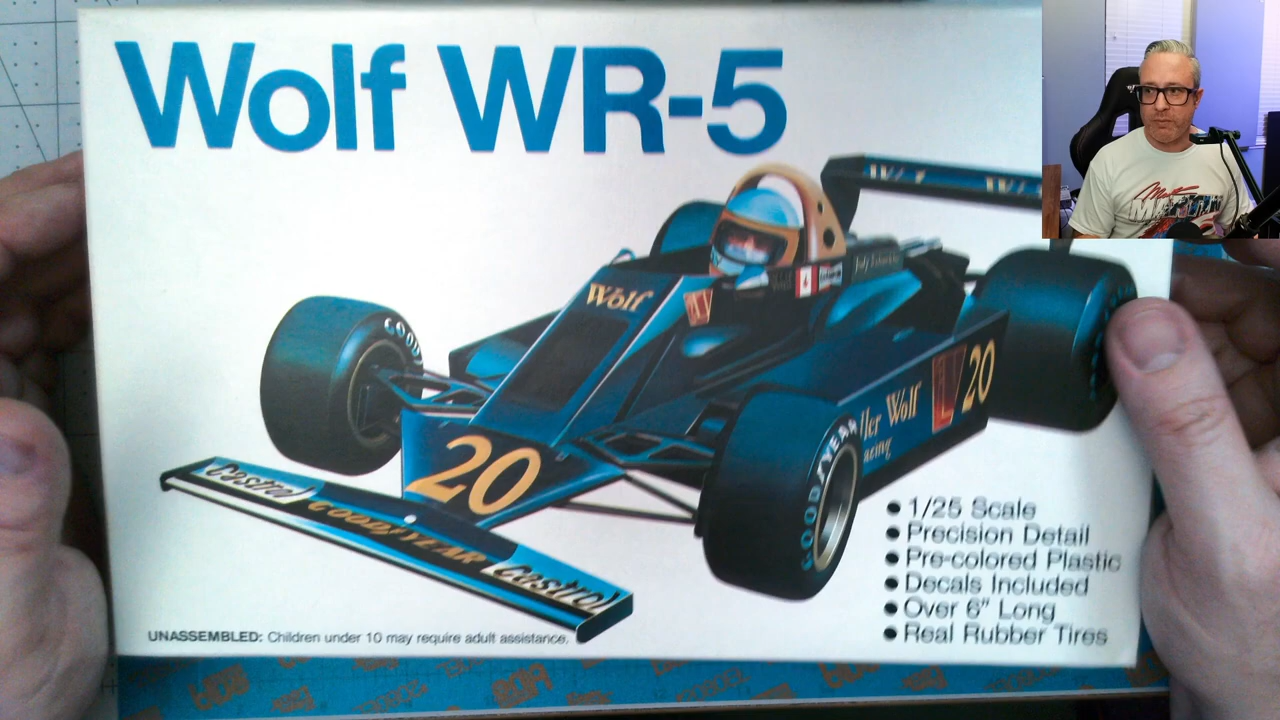 Wolf WR-5
Wolf
GOODYEAR
Wolf
20
20
Racing
Castrol
GOODYEAR
Castrol
● 1/25 Scale
● Precision Detail
● Pre-colored Plastic
● Decals Included
● Over 6" Long
● Real Rubber Tires
UNASSEMBLED: Children under 10 may require adult assistance.